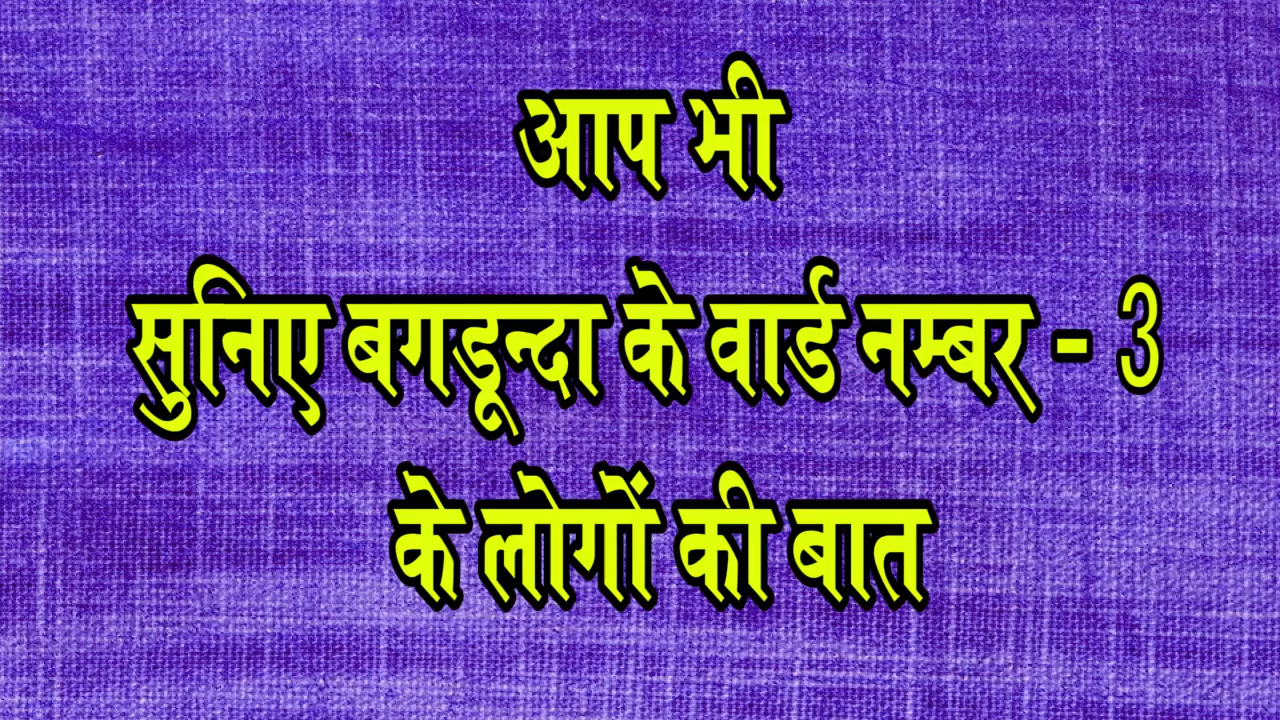 आप भी
सुनिए बगडून्दा के वार्ड नम्बर - 3
के लोगों की बात